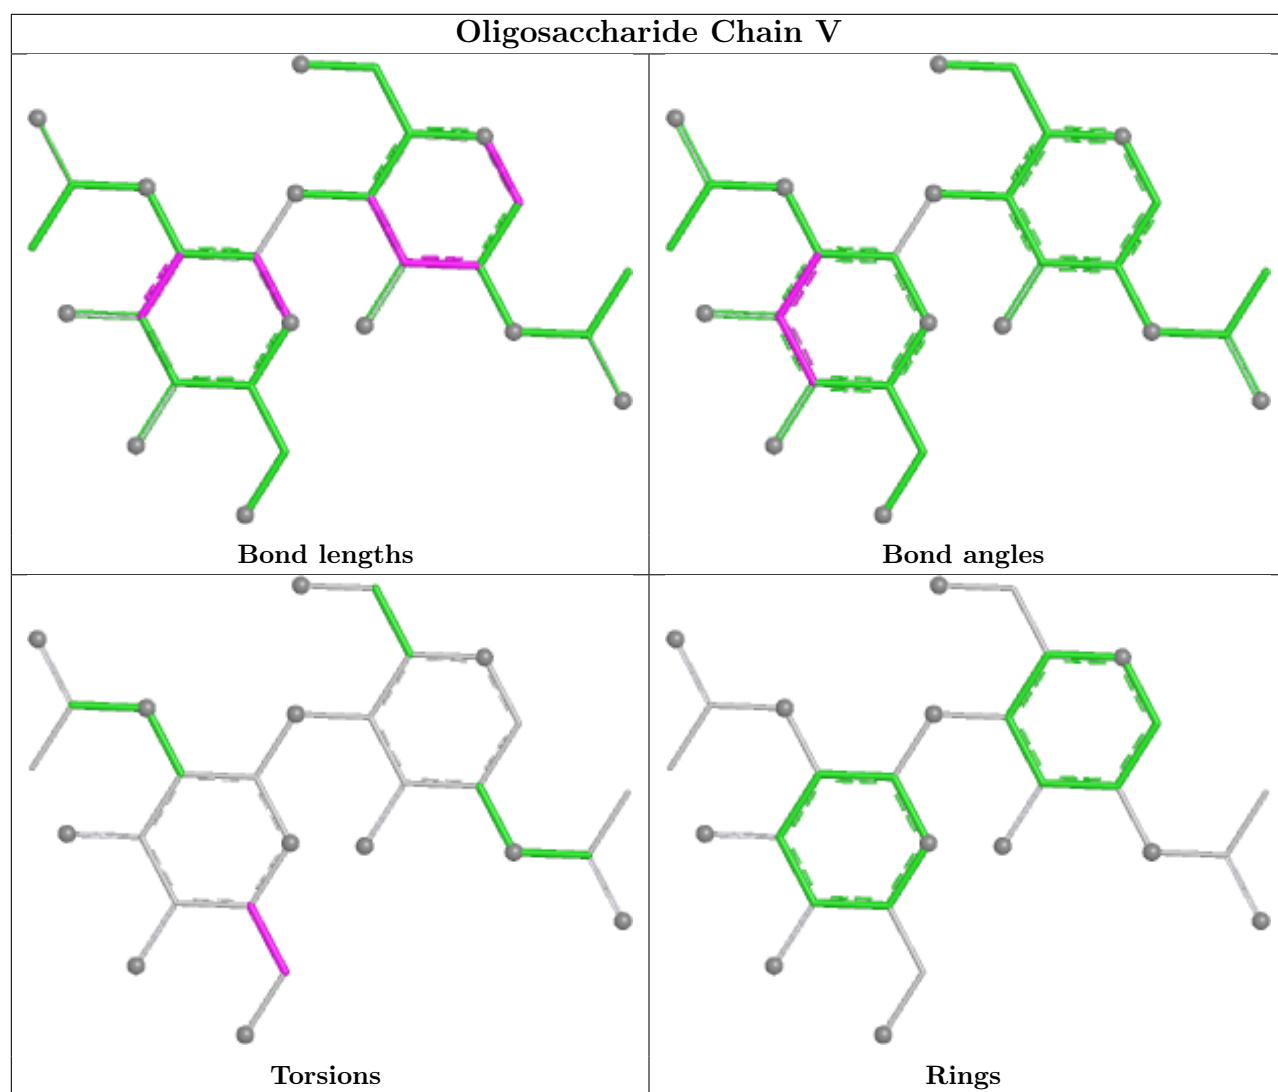 Oligosaccharide Chain V
Bond lengths
Bond angles
Torsions
Rings